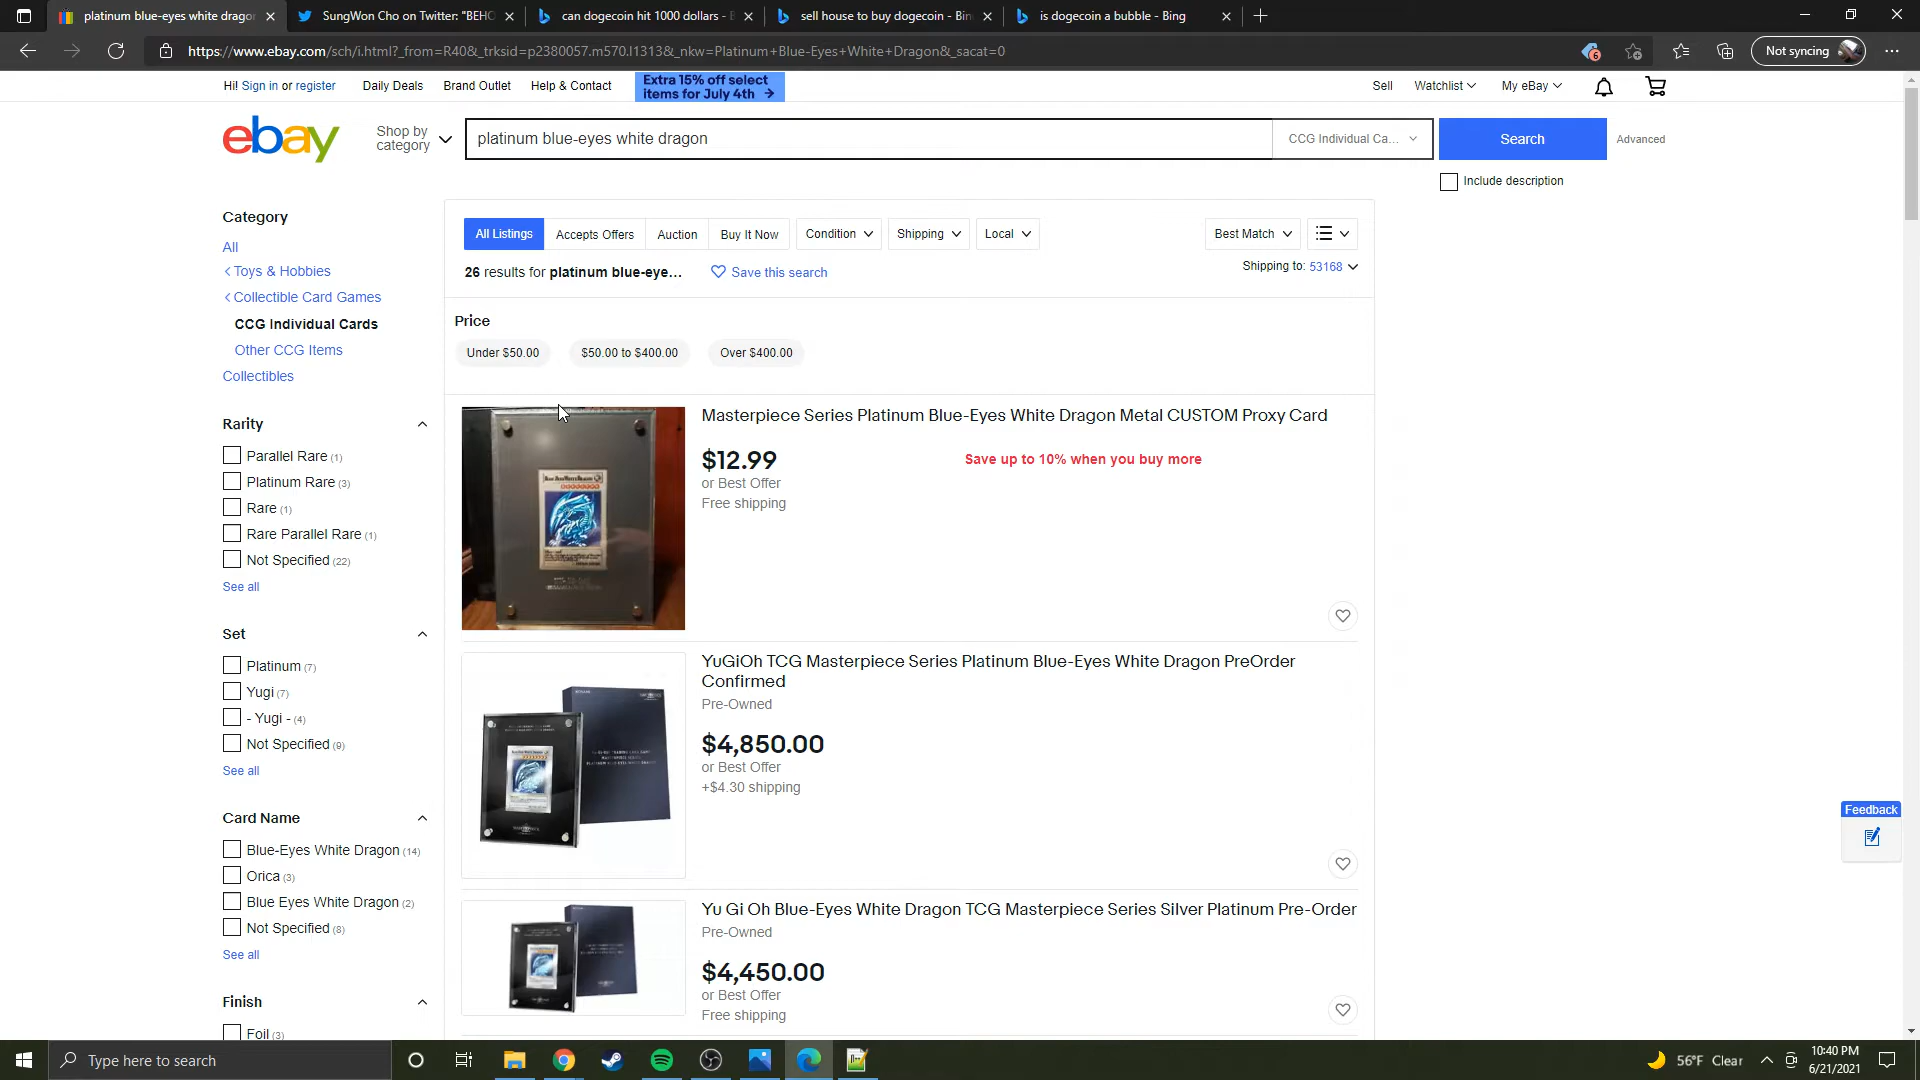 platinum blue-eyes white dragon
SungWon Cho on Twitter: "BEHO
can dogecoin hit 1000 dollars - B
sell house to buy dogecoin - Bin
is dogecoin a bubble - Bing
https://www.ebay.com/sch/i.html?_from=R40&_trksid=p2380057.m570.l1313&_nkw=Platinum+Blue-Eyes+White+Dragon&_sacat=0
6
Not syncing
Hi! Sign in or register
Daily Deals
Brand Outlet
Help & Contact
Extra 15% off select
items for July 4th →
Sell
Watchlist
My eBay
ebay
Shop by
category
platinum blue-eyes white dragon
CCG Individual Ca...
Search
Advanced
Include description
Category
All
Toys & Hobbies
Collectible Card Games
CCG Individual Cards
Other CCG Items
Collectibles
Rarity
Parallel Rare (1)
Platinum Rare (3)
Rare (1)
Rare Parallel Rare (1)
Not Specified (22)
See all
Set
Platinum (7)
Yugi (7)
- Yugi - (4)
Not Specified (9)
See all
Card Name
Blue-Eyes White Dragon (14)
Orica (3)
Blue Eyes White Dragon (2)
Not Specified (8)
See all
Finish
Foil (3)
All Listings
Accepts Offers
Auction
Buy It Now
Condition
Shipping
Local
Best Match
26 results for platinum blue-eye...
Save this search
Shipping to: 53168
Price
Under $50.00
$50.00 to $400.00
Over $400.00
Masterpiece Series Platinum Blue-Eyes White Dragon Metal CUSTOM Proxy Card
$12.99
or Best Offer
Free shipping
Save up to 10% when you buy more
YuGiOh TCG Masterpiece Series Platinum Blue-Eyes White Dragon PreOrder
Confirmed
Pre-Owned
$4,850.00
or Best Offer
+$4.30 shipping
Yu Gi Oh Blue-Eyes White Dragon TCG Masterpiece Series Silver Platinum Pre-Order
Pre-Owned
$4,450.00
or Best Offer
Free shipping
Feedback
Type here to search
56°F Clear
10:40 PM
6/21/2021